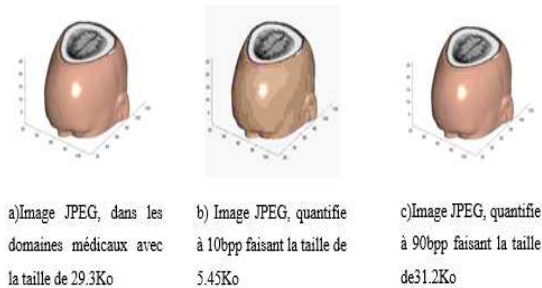 a)Image JPEG, dans les
domaines médicaux avec
la taille de 29.3Ko
b) Image JPEG, quantifie
à 10bpp faisant la taille de
5.45Ko
c)Image JPEG, quantifie
à 90bpp faisant la taille
de31.2Ko